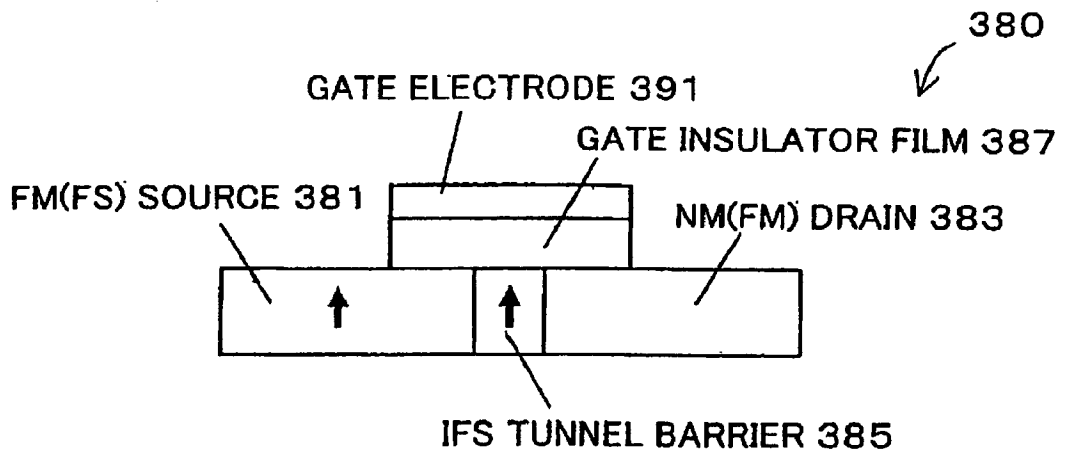 380
GATE ELECTRODE 391
GATE INSULATOR FILM 387
FM(FS) SOURCE 381
NM(FM) DRAIN 383
IFS TUNNEL BARRIER 385